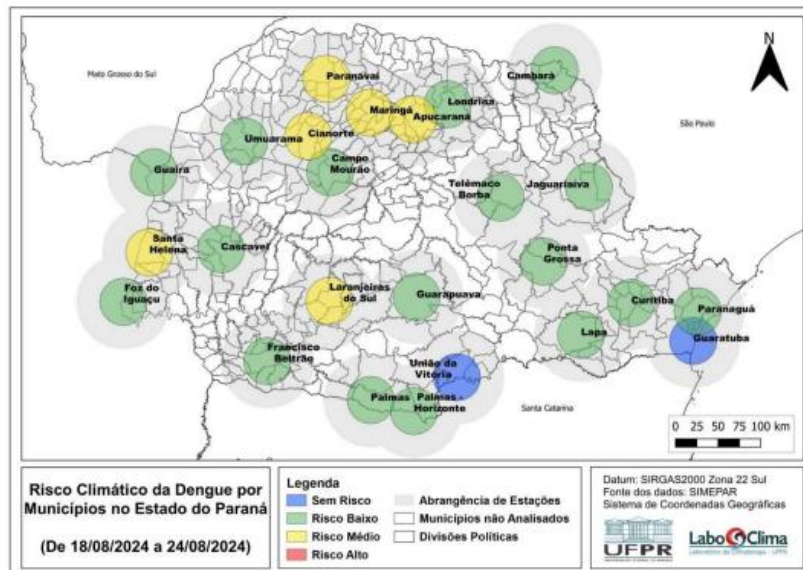 N
Mato Grosso do Sul
São Paulo
Santa Catarina
Cambará
Paranavaí
Londrina
Maringá
Apucarana
Cianorte
Umuarama
Campo
Mourão
Guaíra
Telêmaco
Borba
Jaguariaíva
Santa
Helena
Cascavel
Ponta
Grossa
Foz do
Iguaçu
Laranjeiras
do Sul
Guarapuava
Curitiba
Paranaguá
Lapa
Guaratuba
Francisco
Beltrão
União da
Vitória
Palmas
Palmas
Horizonte
0 25 50 75 100 km
Risco Climático da Dengue por
Municípios no Estado do Paraná
(De 18/08/2024 a 24/08/2024)
Legenda
Sem Risco
Risco Baixo
Risco Médio
Risco Alto
Abrangência de Estações
Municípios não Analisados
Divisões Políticas
Datum: SIRGAS2000 Zona 22 Sul
Fonte dos dados: SIMEPAR
Sistema de Coordenadas Geográficas
UFPR
LaboClima
Laboratório de Climatologia - UFPR